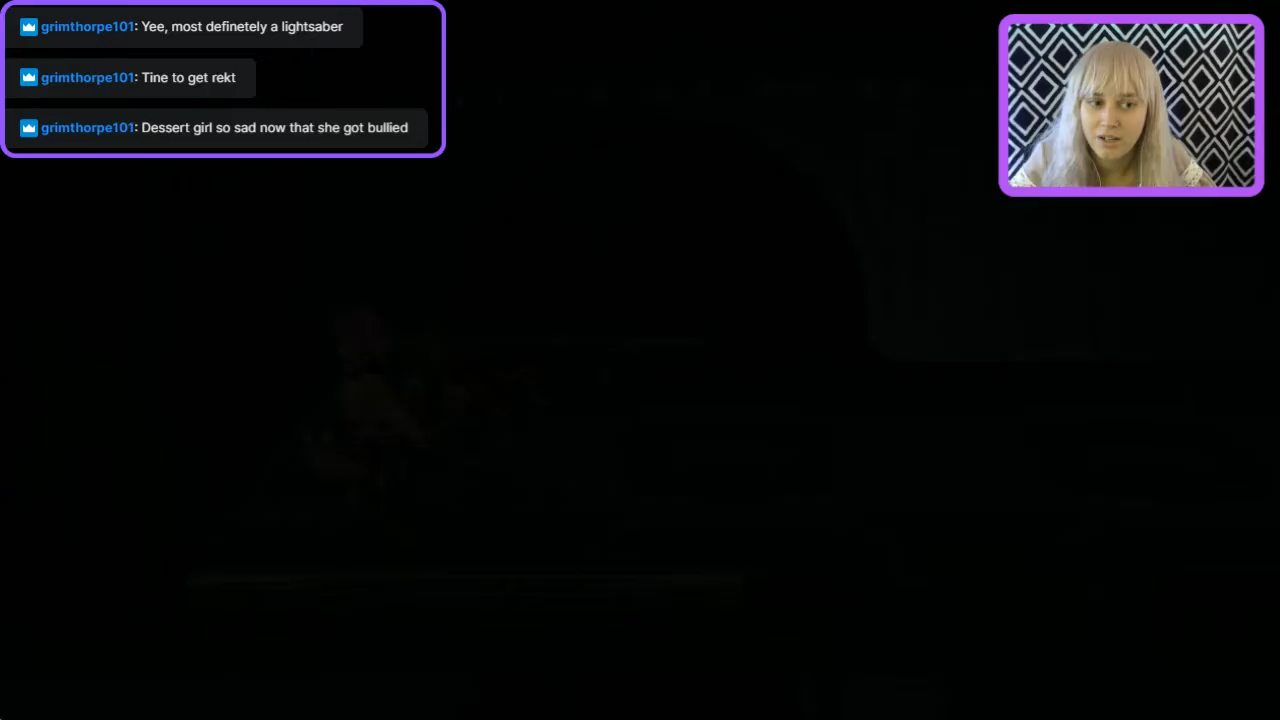 grimthorpe101: Yee, most definetely a lightsaber
grimthorpe101: Tine to get rekt
grimthorpe101: Dessert girl so sad now that she got bullied